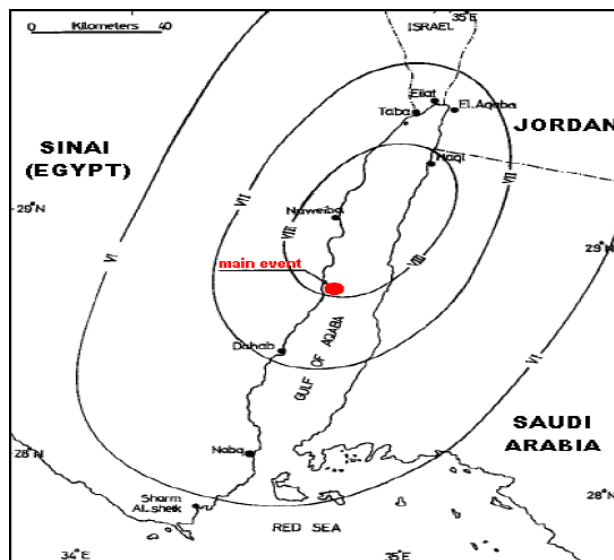 0 Kilometers 40
35°E
ISRAEL
Eilat
Taba
El.Aqaba
SINAI
(EGYPT)
JORDAN
Haql
VII
VII
29°N
Nuweiba
VIII
VI
29°N
main event
VIII
Dahab
GULF OF AQABA
VI
SAUDI
ARABIA
Nabq
28°N
28°N
Sharm
Al.sheik
RED SEA
34°E
35°E